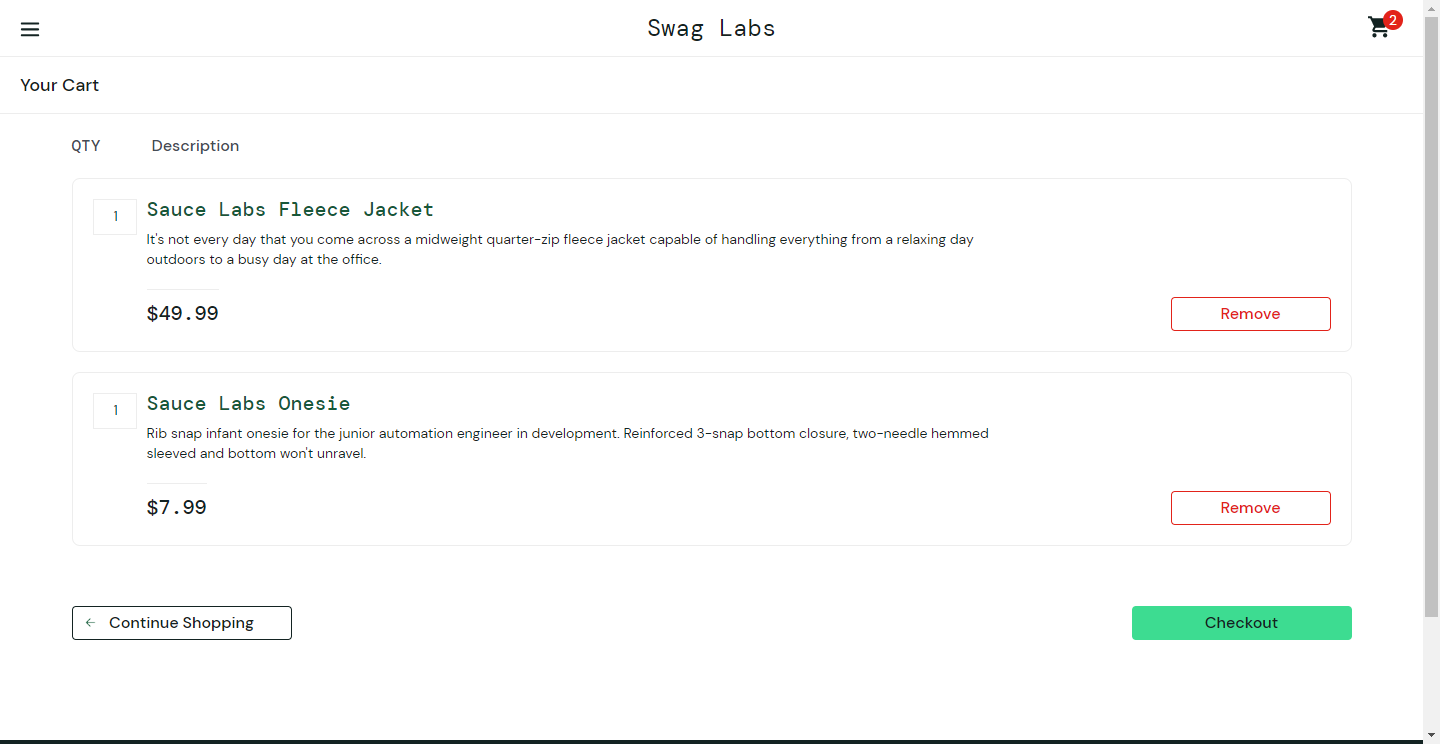 Swag Labs
2
Your Cart
QTY Description
1
Sauce Labs Fleece Jacket
It's not every day that you come across a midweight quarter-zip fleece jacket capable of handling everything from a relaxing day
outdoors to a busy day at the office.
$49.99
Remove
1
Sauce Labs Onesie
Rib snap infant onesie for the junior automation engineer in development. Reinforced 3-snap bottom closure, two-needle hemmed
sleeved and bottom won't unravel.
$7.99
Remove
Continue Shopping
Checkout